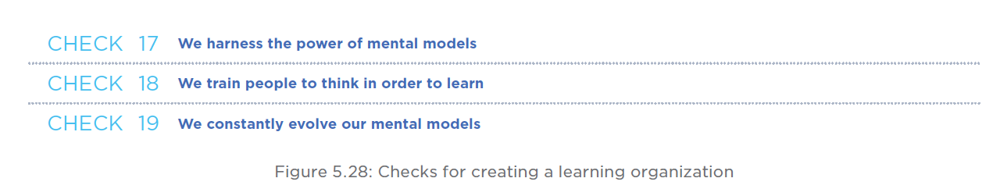 CHECK 17 We harness the power of mental models
CHECK 18 We train people to think in order to learn
CHECK 19 We constantly evolve our mental models
Figure 5.28: Checks for creating a learning organization